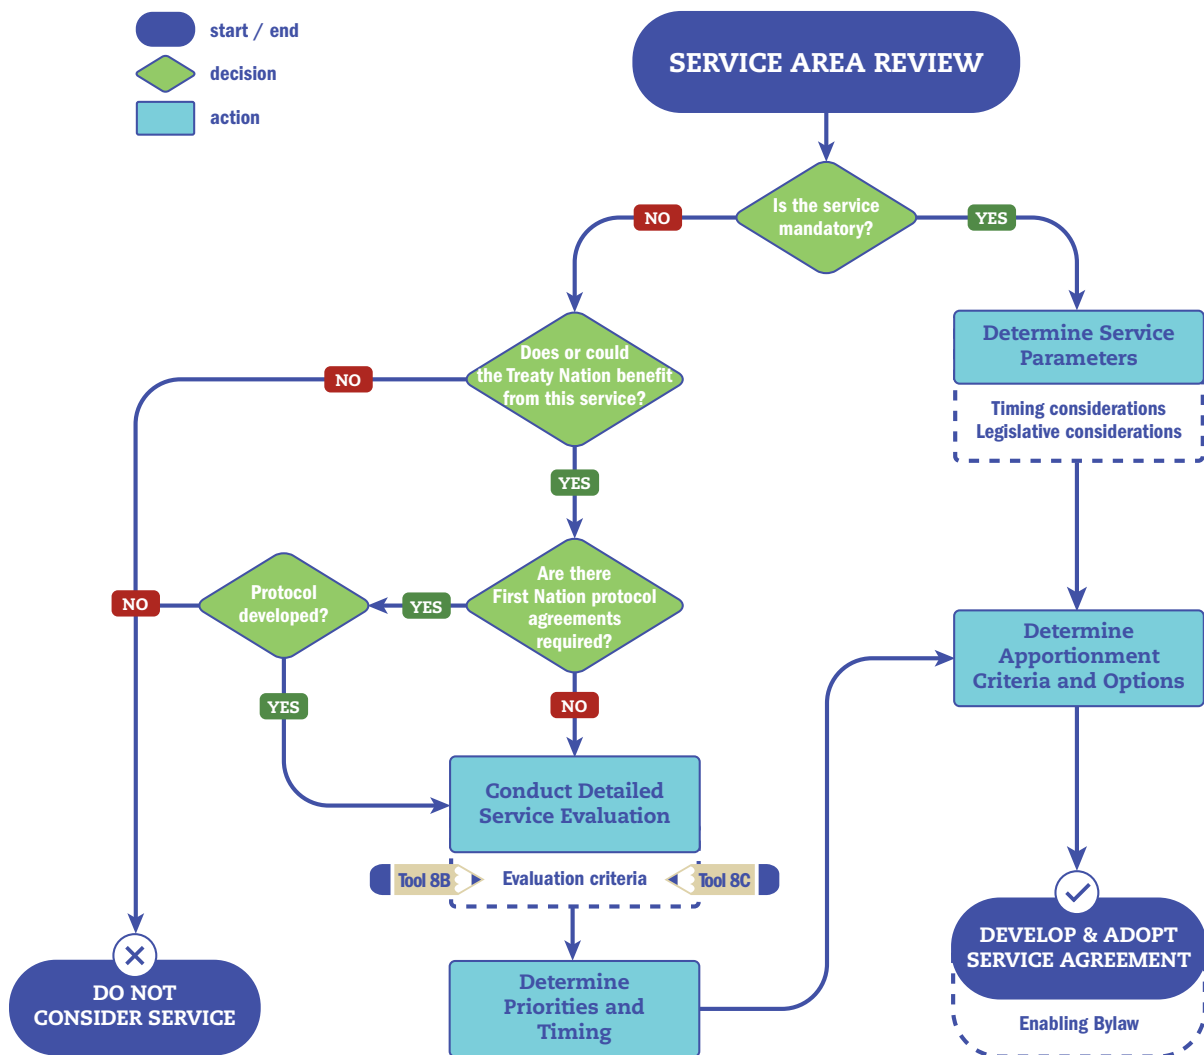 start / end
decision
action
SERVICE AREA REVIEW
Is the service
mandatory?
NO
YES
Determine Service
Parameters
Timing considerations
Legislative considerations
Does or could
the Treaty Nation benefit
from this service?
NO
YES
Are there
First Nation protocol
agreements
required?
YES
Protocol
developed?
NO
YES
NO
Determine
Apportionment
Criteria and Options
Conduct Detailed
Service Evaluation
Tool 8B
Evaluation criteria
Tool 8C
Determine
Priorities and
Timing
DO NOT
CONSIDER SERVICE
DEVELOP & ADOPT
SERVICE AGREEMENT
Enabling Bylaw